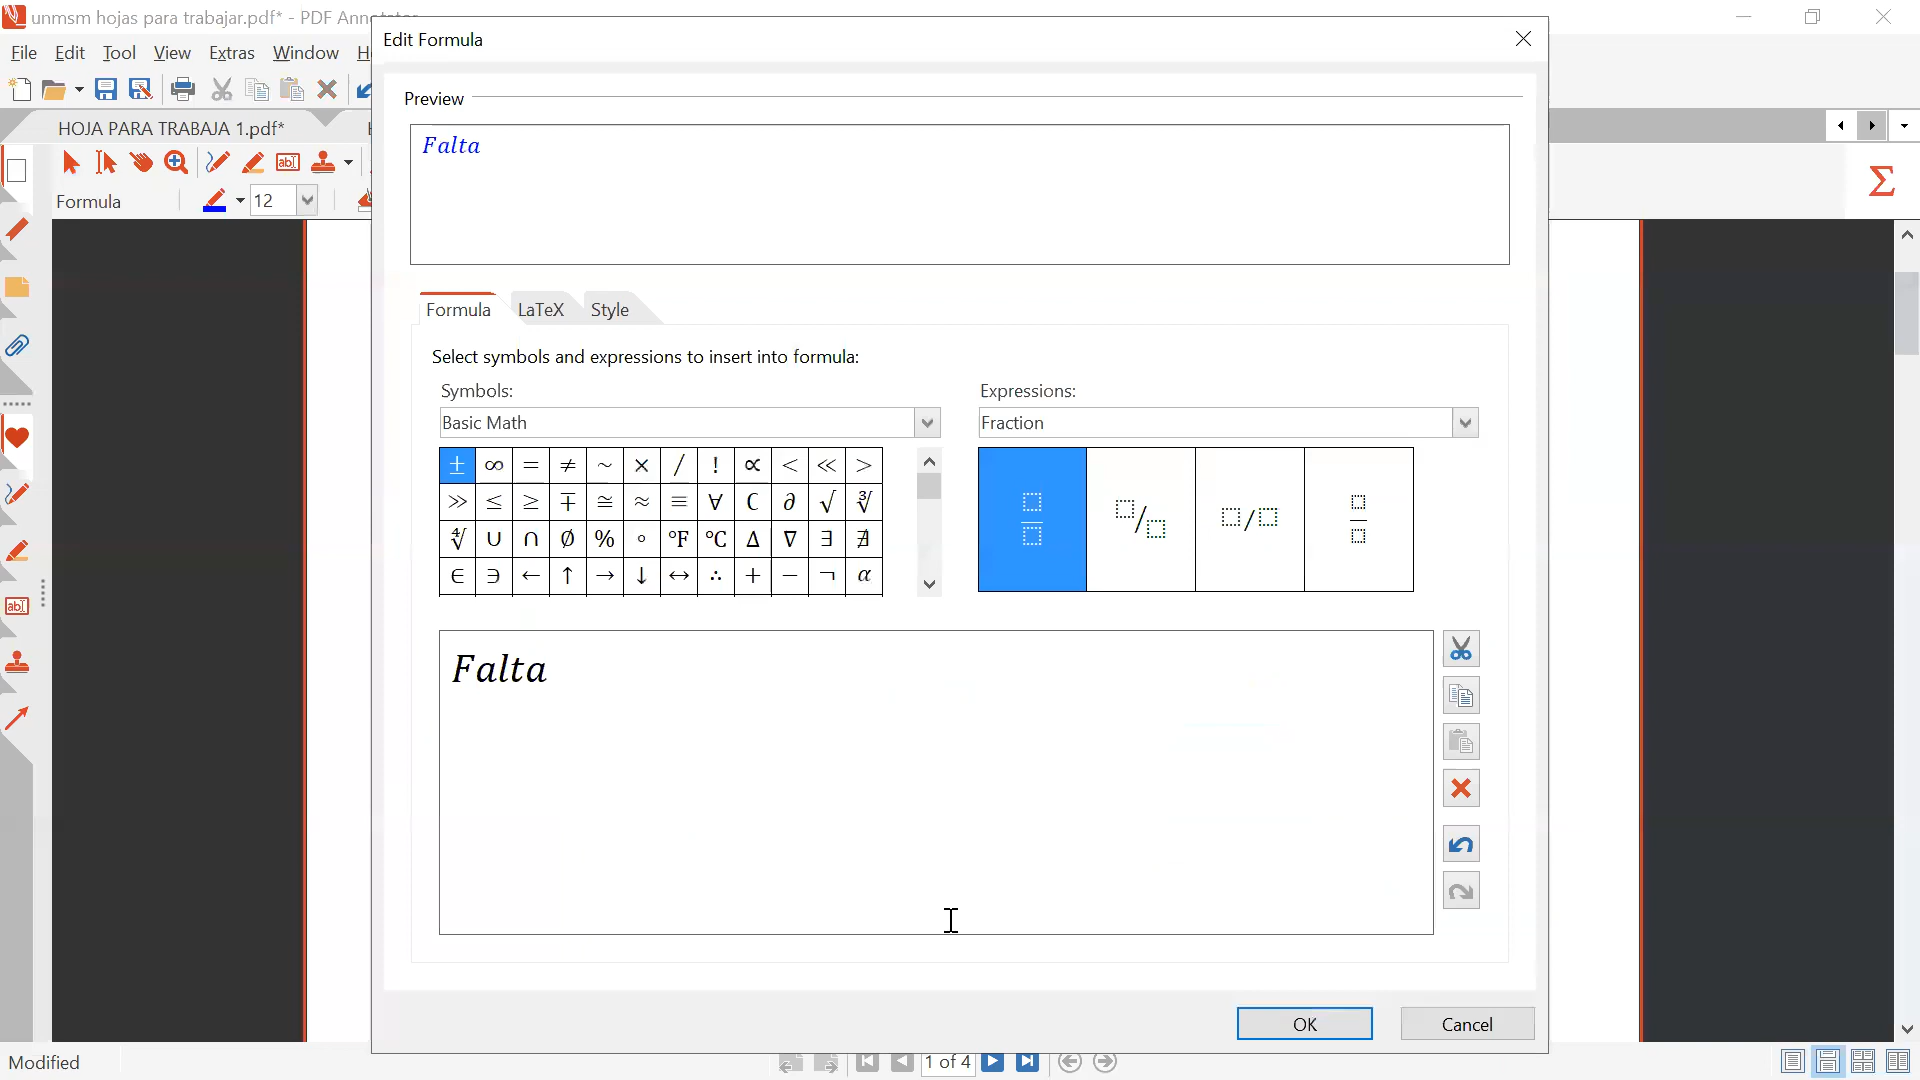 unmsm hojas para trabajar.pdf* - PDF Annotator
Edit Formula
File Edit Tool View Extras Window
Preview
HOJA PARA TRABAJA 1.pdf*
Falta
Formula
12
Formula LaTeX Style
Select symbols and expressions to insert into formula:
Symbols: Expressions:
Basic Math Fraction
± ∞ = ≠ ~ × / ! ∝ < ≪ >
≫ ≤ ≥ ∓ ≅ ≈ ≡ ∀ C ∂ √ ∛
∜ ∪ ∩ ∅ % ° °F °C ∆ ∇ ∃ ∄
∈ ∋ ← ↑ → ↓ ↔ ∴ + − ¬ α
Falta
OK Cancel
Modified
1 of 4